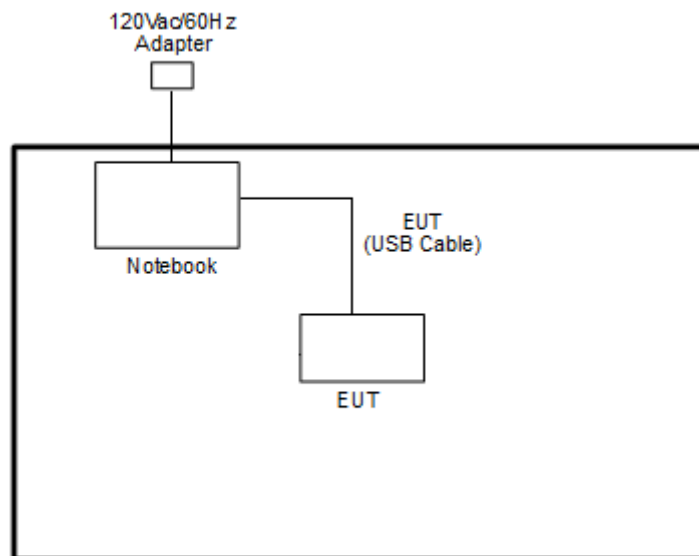 120Vac/60Hz
Adapter
EUT
(USB Cable)
Notebook
EUT